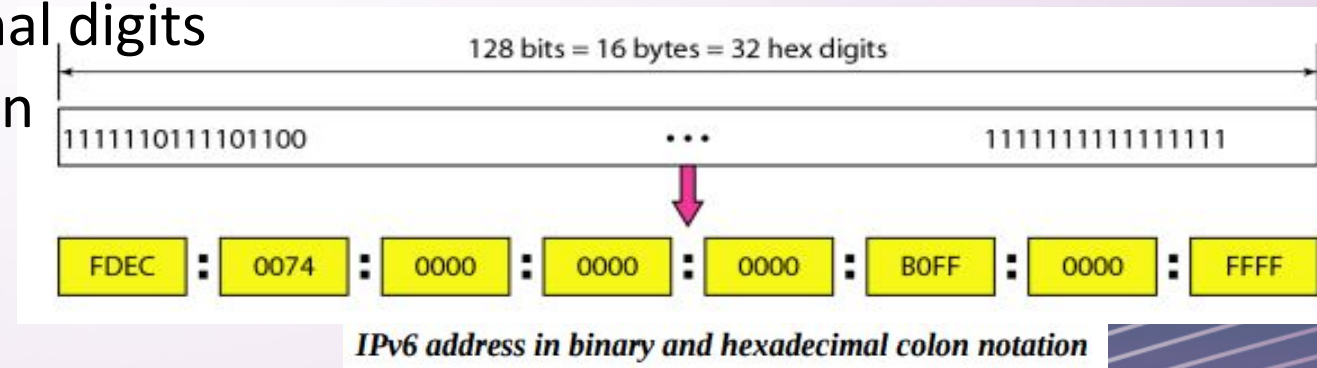 nal digits
n
128 bits = 16 bytes = 32 hex digits
1111110111101100 ... 1111111111111111
FDEC : 0074 : 0000 : 0000 : 0000 : B0FF : 0000 : FFFF
IPv6 address in binary and hexadecimal colon notation